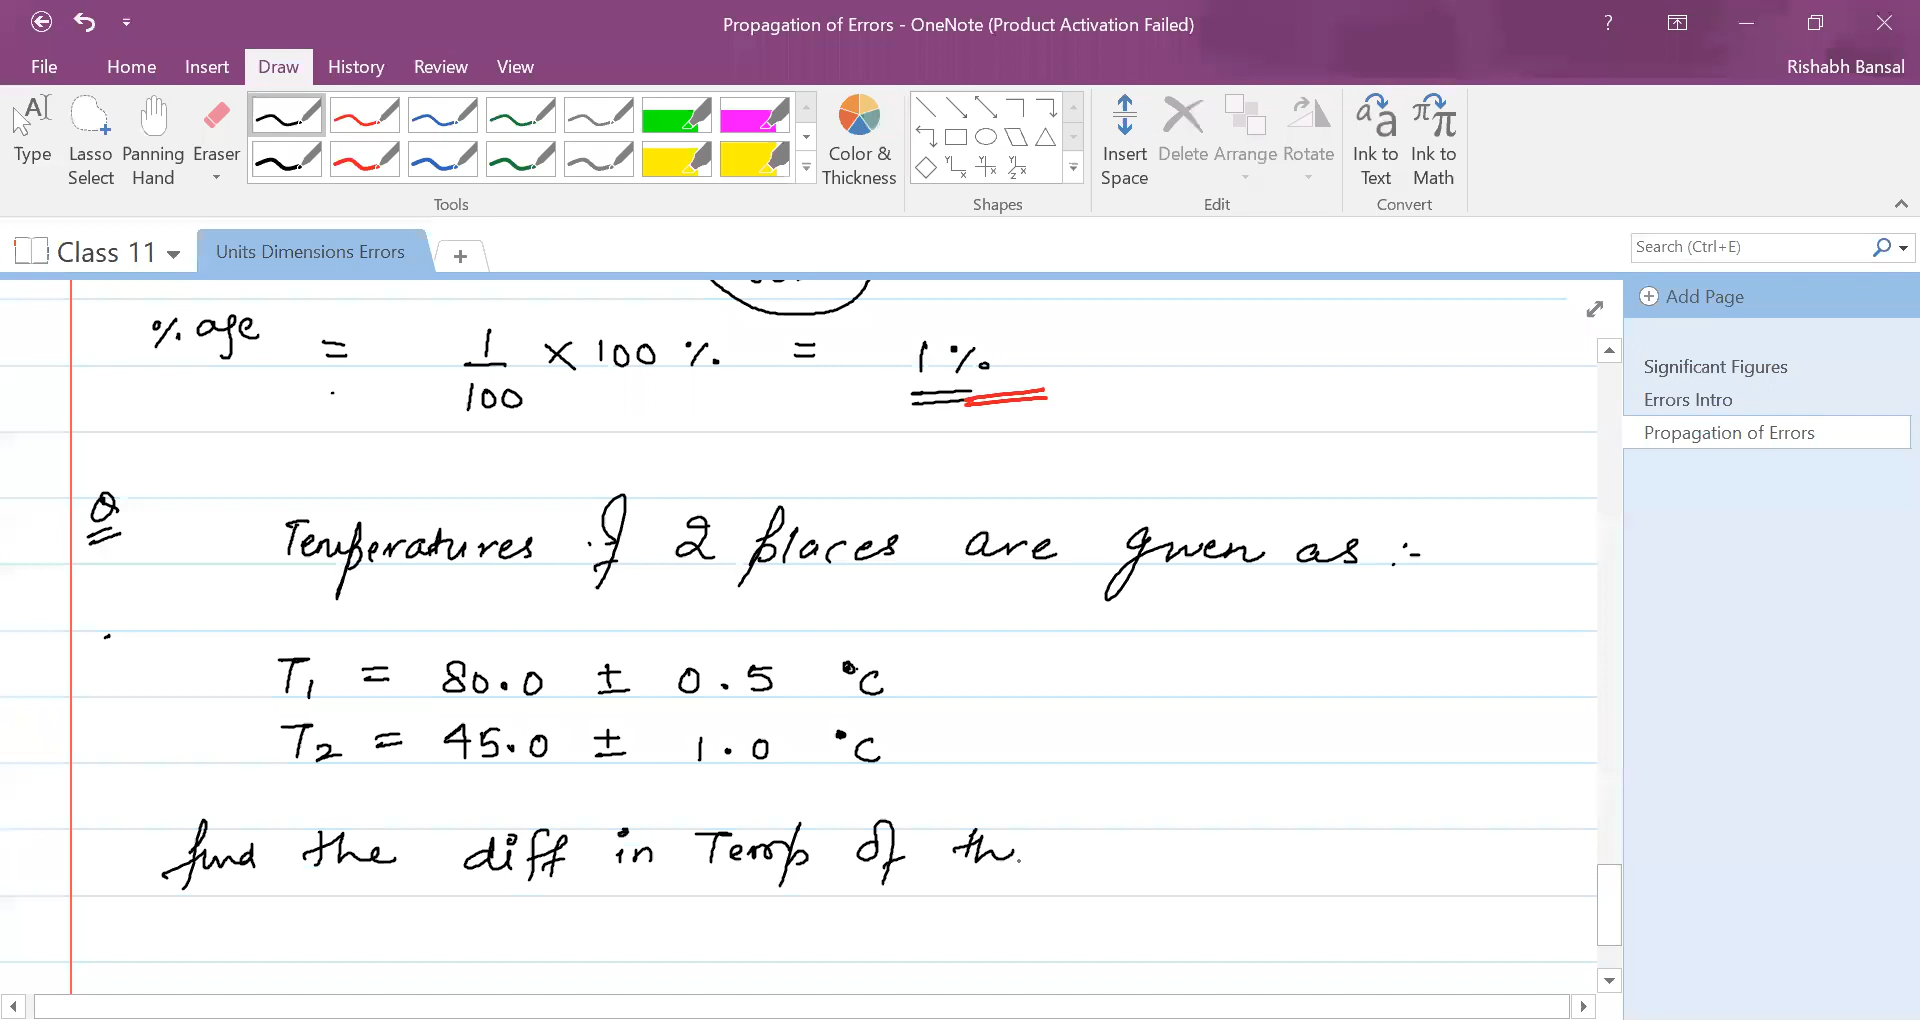 Propagation of Errors - OneNote (Product Activation Failed)
?
File Home Insert Draw History Review View
Rishabh Bansal
Type
Lasso Select
Panning Hand
Eraser
Color & Thickness
Insert Space
Delete
Arrange
Rotate
Ink to Text
Ink to Math
Tools
Shapes
Edit
Convert
Class 11
Units Dimensions Errors
+
Search (Ctrl+E)
Add Page
Significant Figures
Errors Intro
Propagation of Errors
% age = 1/100 × 100 % = 1%
Q Temperatures of 2 places are given as :-
T₁ = 80.0 ± 0.5 °C
T₂ = 45.0 ± 1.0 °C
find the diff in Temp of th